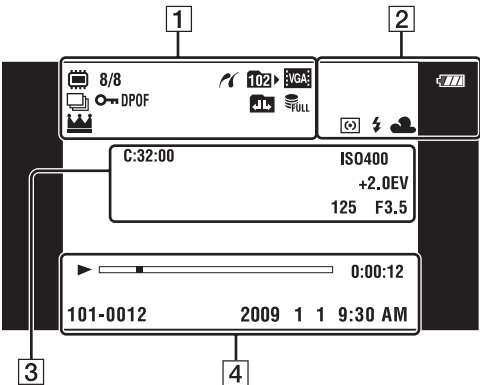 1 2
8/8 102 VGA
DPOF FULL
C:32:00 ISO400
+2.0EV
125 F3.5
0:00:12
101-0012 2009 1 1 9:30 AM
3 4